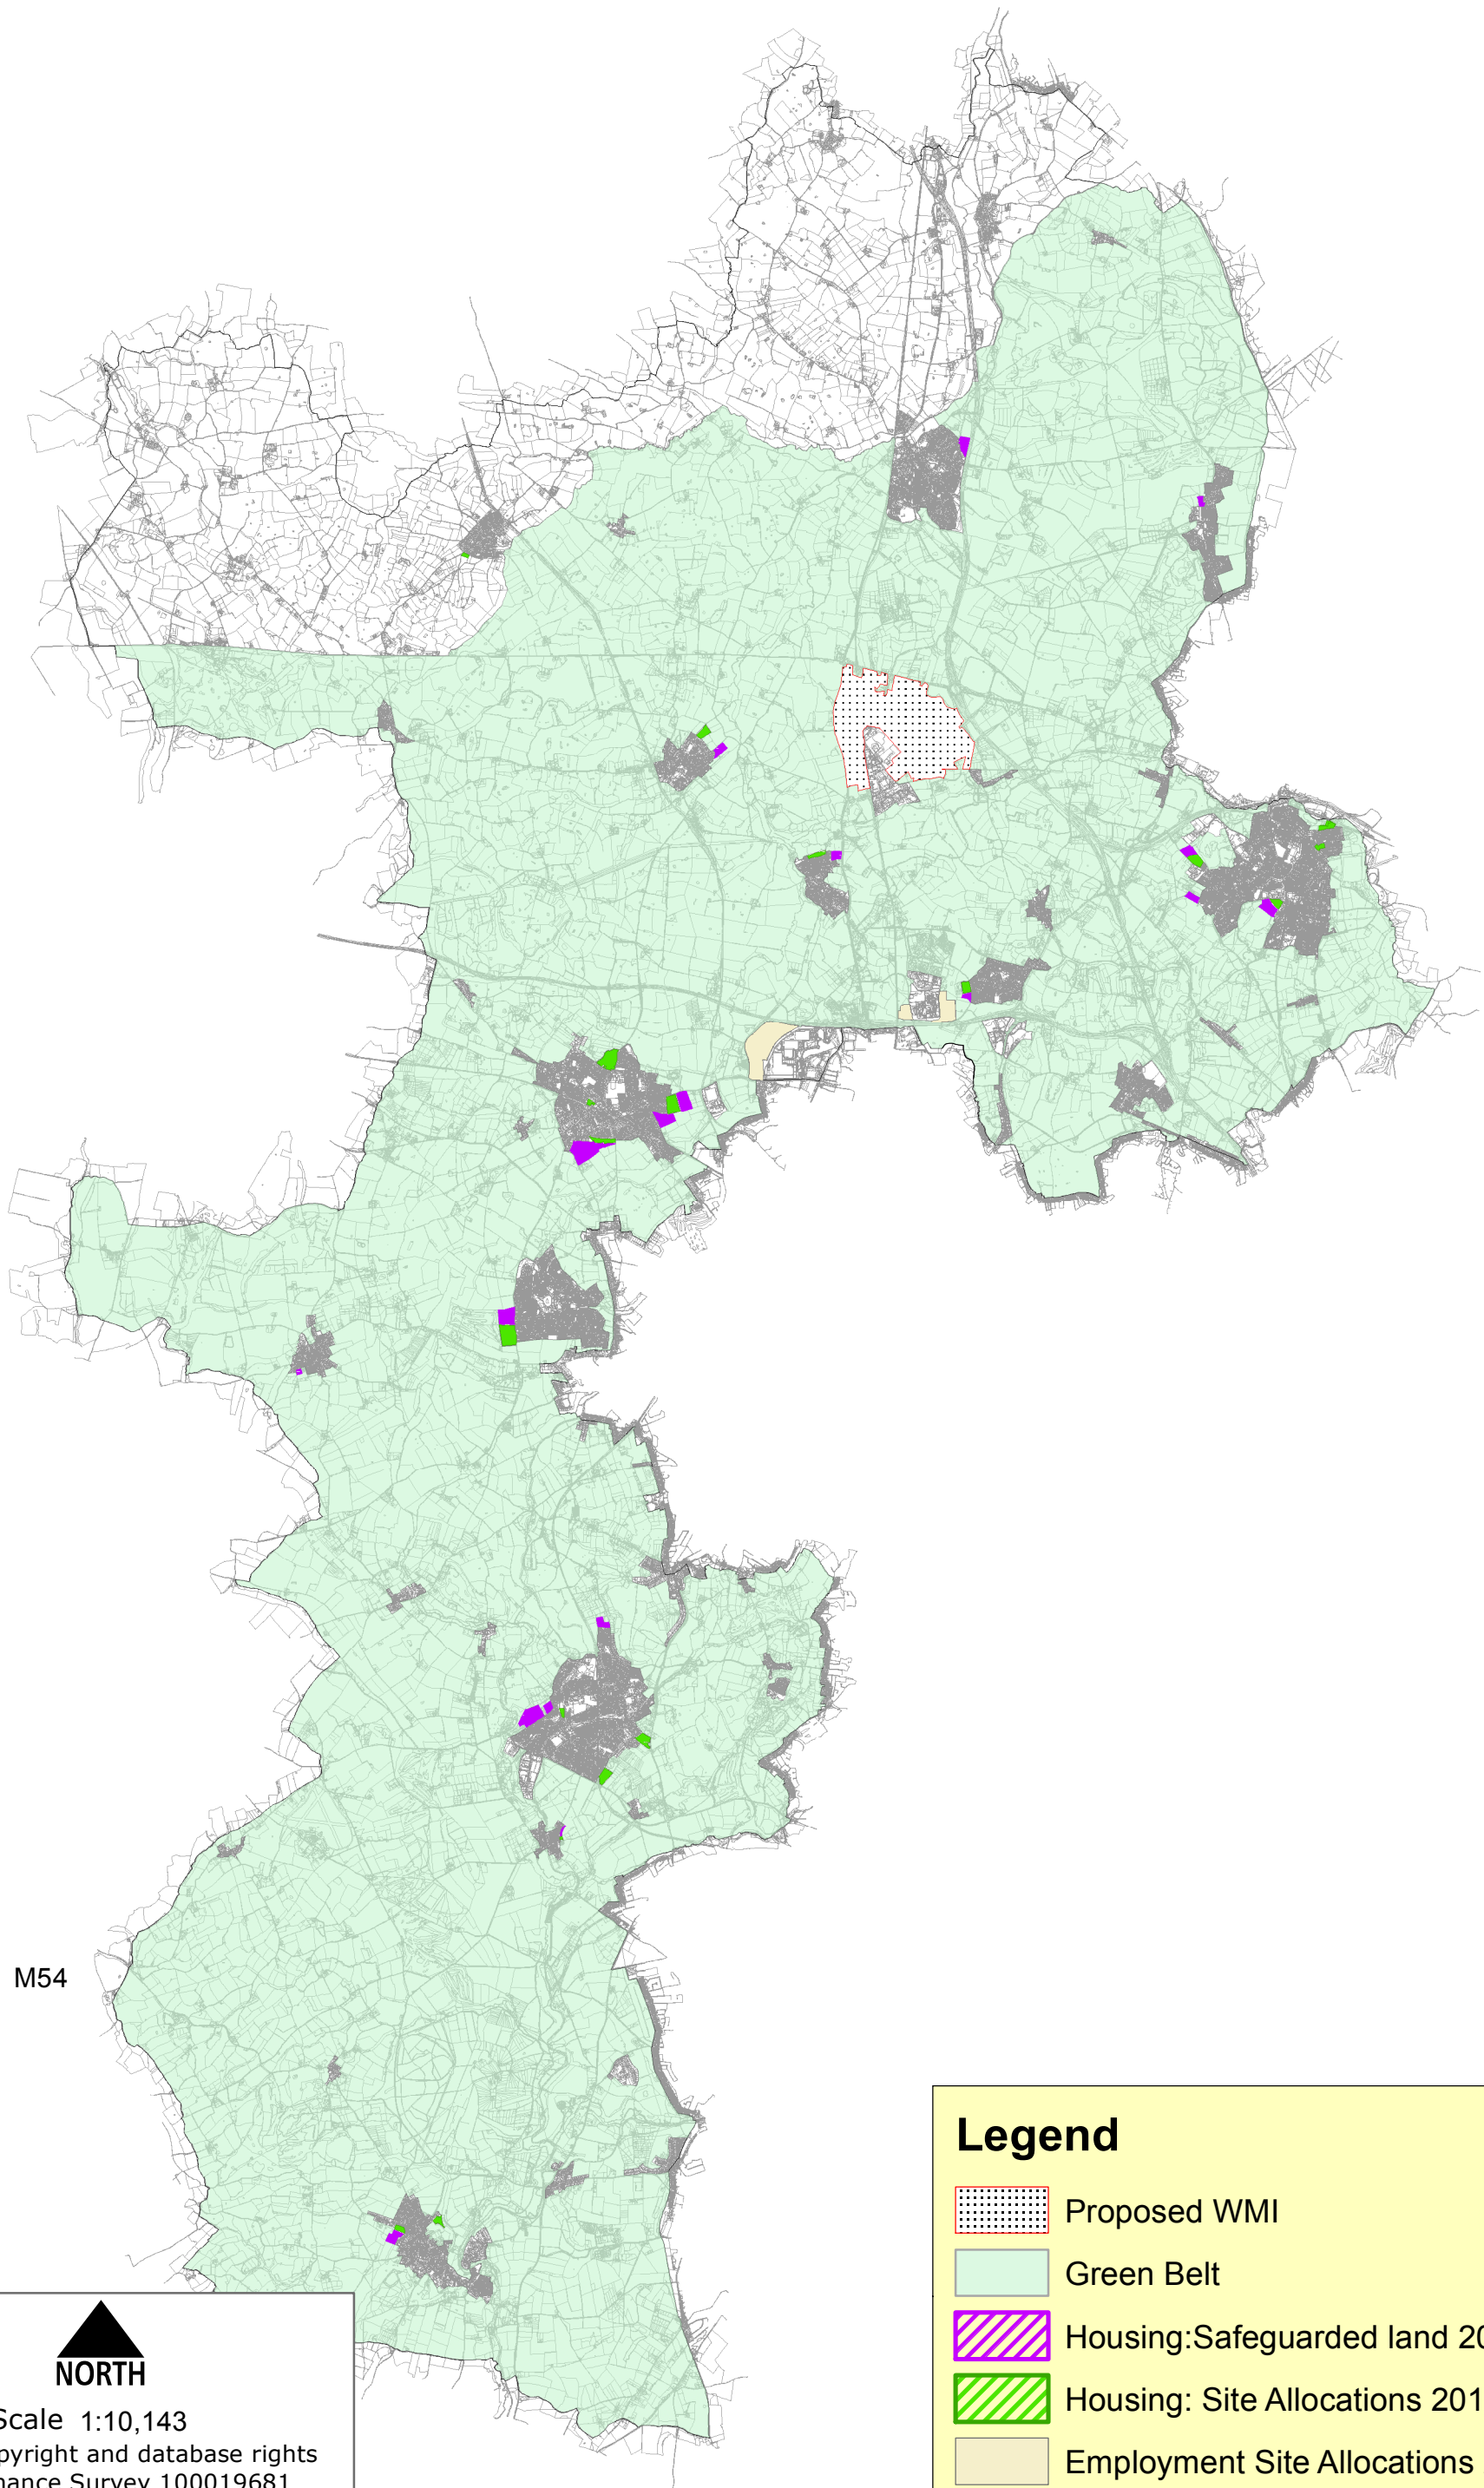 M54
Legend
Proposed WMI
Green Belt
Housing:Safeguarded land 20
Housing: Site Allocations 201
Employment Site Allocations
NORTH
Scale 1:10,143
pyright and database rights
nance Survey 100019681